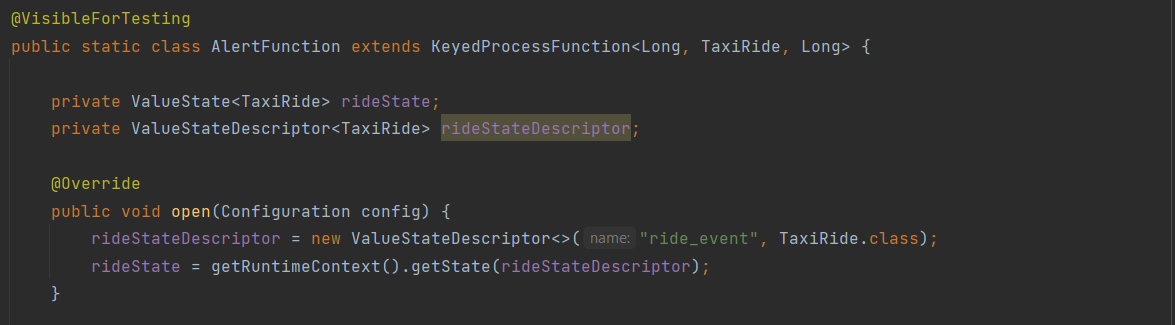 @VisibleForTesting
public static class AlertFunction extends KeyedProcessFunction<Long, TaxiRide, Long> {
private ValueState<TaxiRide> rideState;
private ValueStateDescriptor<TaxiRide> rideStateDescriptor;
@Override
public void open(Configuration config) {
rideStateDescriptor = new ValueStateDescriptor<>( name: "ride_event", TaxiRide.class);
rideState = getRuntimeContext().getState(rideStateDescriptor);
}